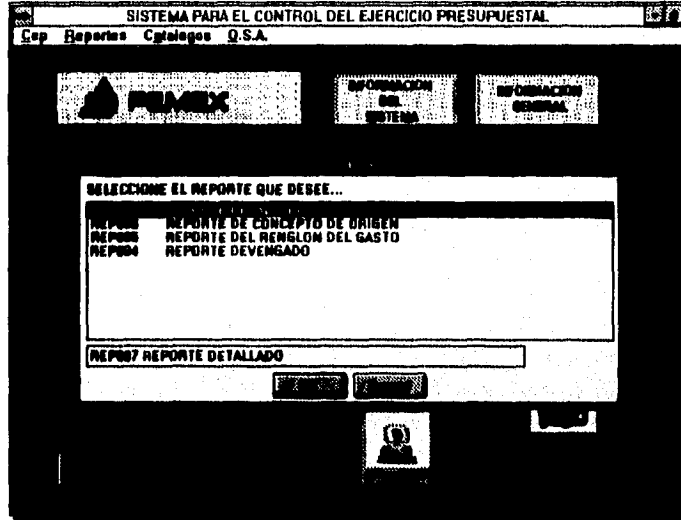 SISTEMA PARA EL CONTROL DEL EJERCICIO PRESUPUESTAL
Cep Reportes Catalogos Q.S.A.
PEMEX
INFORMACION
DEL
SISTEMA
INFORMACION
GENERAL
SELECCIONE EL REPORTE QUE DESEE...
REPORTE DE CONCEPTO DE ORIGEN
REPORTE DEL RENGLON DEL GASTO
REP004 REPORTE DEVENGADO
REP007 REPORTE DETALLADO